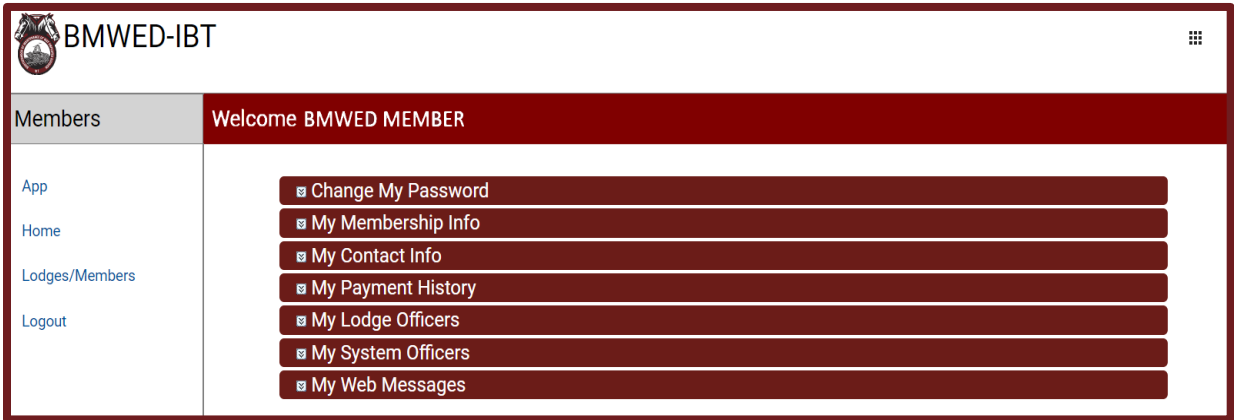 BMWED-IBT
Members
Welcome BMWED MEMBER
App
Home
Lodges/Members
Logout
Change My Password
My Membership Info
My Contact Info
My Payment History
My Lodge Officers
My System Officers
My Web Messages